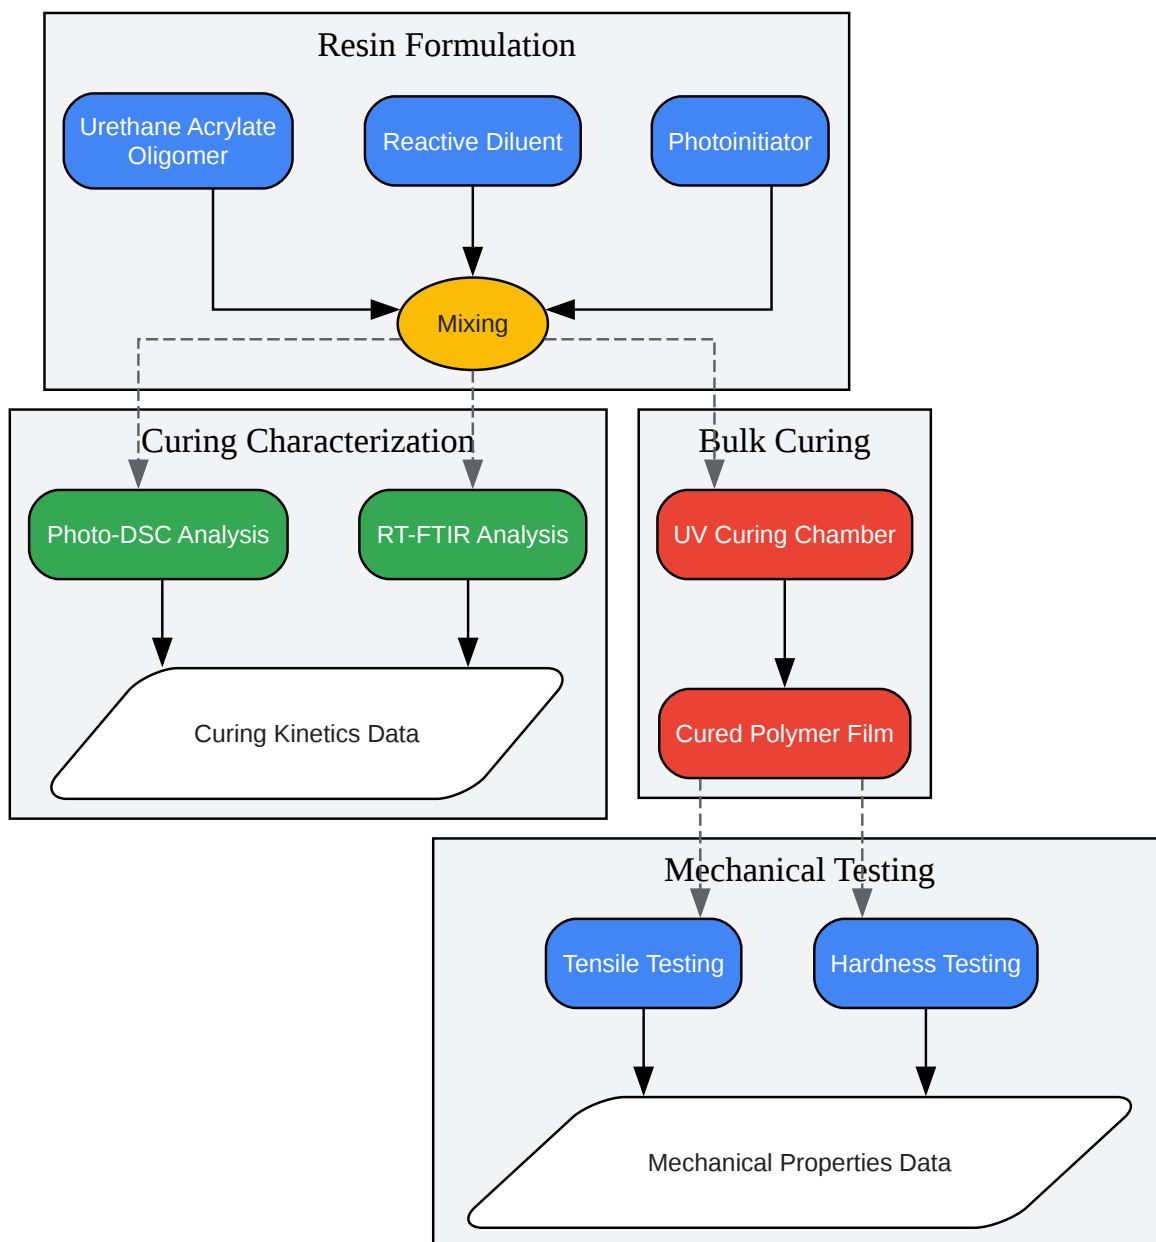 Resin Formulation
Urethane Acrylate
Oligomer
Reactive Diluent
Photoinitiator
Mixing
Curing Characterization
Bulk Curing
Photo-DSC Analysis
RT-FTIR Analysis
UV Curing Chamber
Curing Kinetics Data
Cured Polymer Film
Mechanical Testing
Tensile Testing
Hardness Testing
Mechanical Properties Data